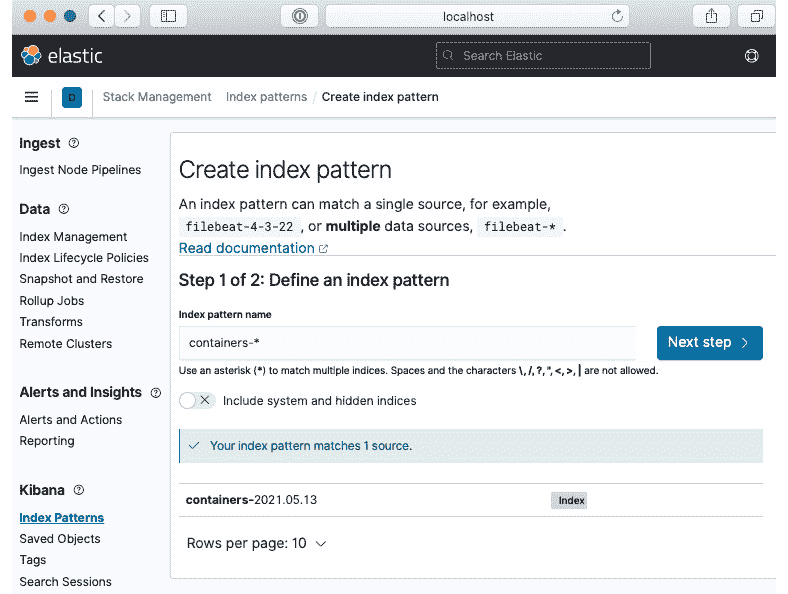 localhost
elastic
Search Elastic
D
Stack Management Index patterns / Create index pattern
Ingest
Ingest Node Pipelines
Data
Index Management
Index Lifecycle Policies
Snapshot and Restore
Rollup Jobs
Transforms
Remote Clusters
Alerts and Insights
Alerts and Actions
Reporting
Kibana
Index Patterns
Saved Objects
Tags
Search Sessions
Create index pattern
An index pattern can match a single source, for example,
filebeat-4-3-22 , or multiple data sources, filebeat-* .
Read documentation
Step 1 of 2: Define an index pattern
Index pattern name
containers-*
Next step
Use an asterisk (*) to match multiple indices. Spaces and the characters \, /, ?, ", <, >, | are not allowed.
Include system and hidden indices
Your index pattern matches 1 source.
containers-2021.05.13 Index
Rows per page: 10